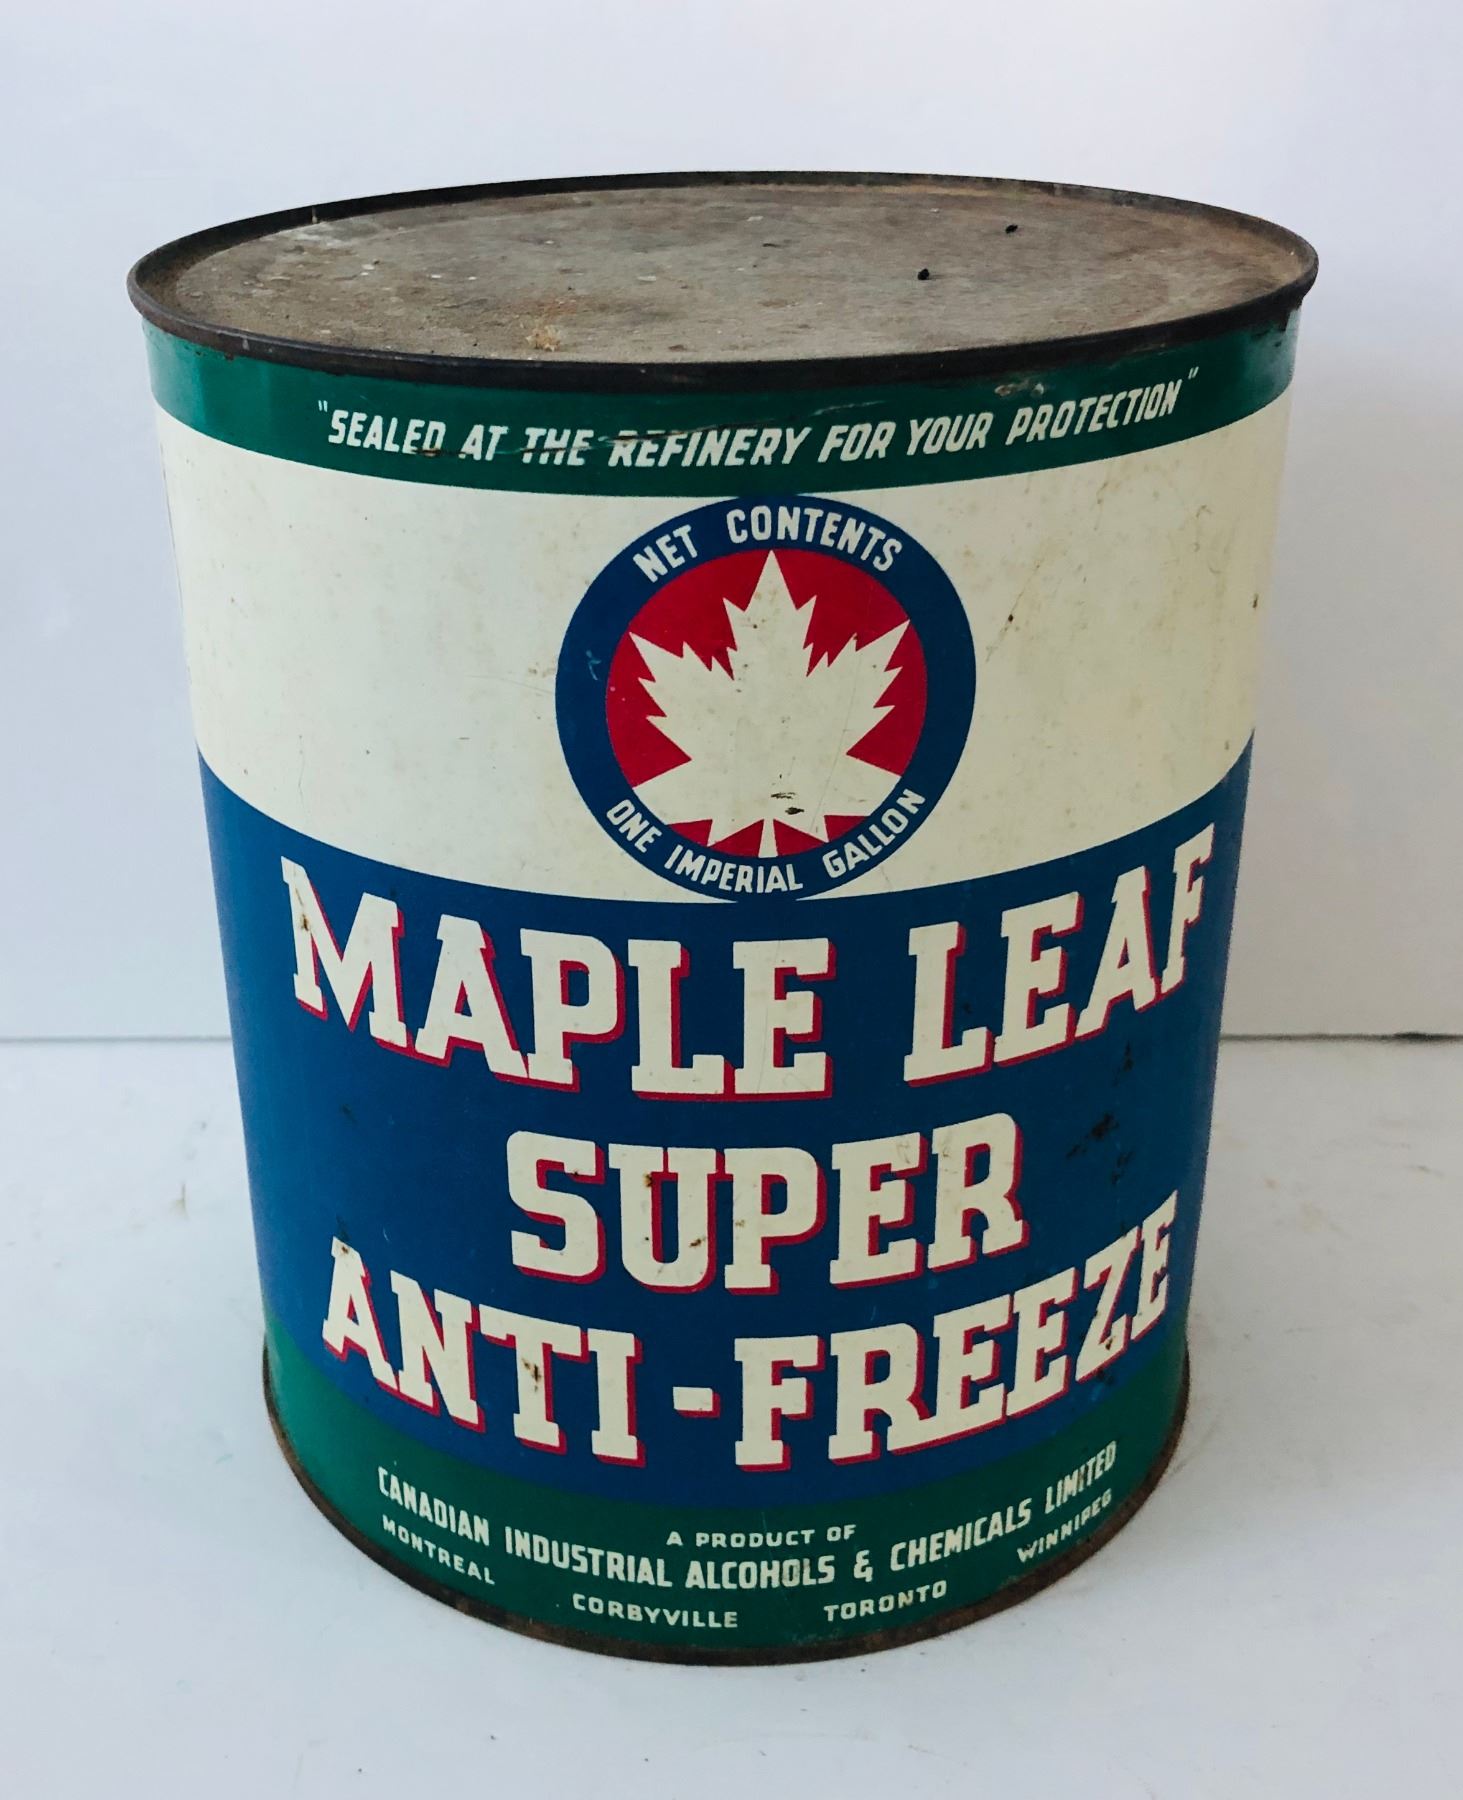 "SEALED AT THE REFINERY FOR YOUR PROTECTION"
NET CONTENTS
ONE IMPERIAL GALLON
MAPLE LEAF
SUPER
ANTI-FREEZE
A PRODUCT OF
CANADIAN INDUSTRIAL ALCOHOLS & CHEMICALS LIMITED
MONTREAL CORBYVILLE TORONTO WINNIPEG